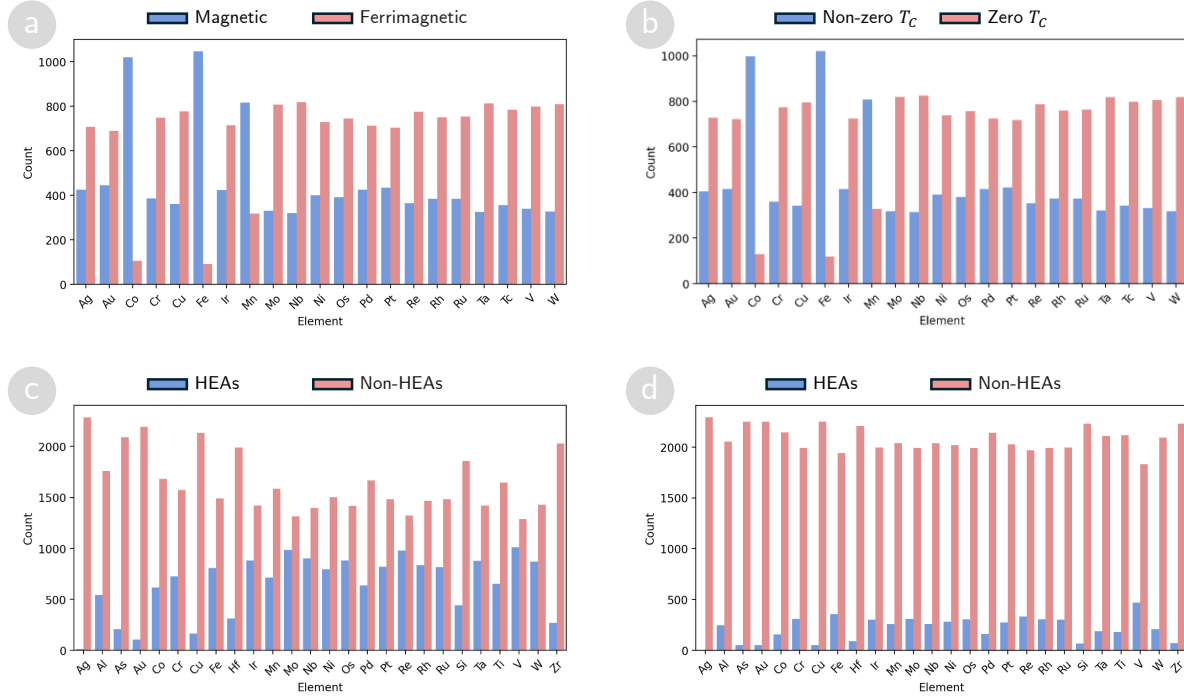 a
Magnetic
Ferrimagnetic
Count
1000
800
600
400
200
0
Ag Au Co Cr Cu Fe Ir Mn Mo Nb Ni Os Pd Pt Re Rh Ru Ta Tc V W
Element
b
Non-zero T_C
Zero T_C
Count
1000
800
600
400
200
0
Ag Au Co Cr Cu Fe Ir Mn Mo Nb Ni Os Pd Pt Re Rh Ru Ta Tc V W
Element
c
HEAs
Non-HEAs
Count
2000
1500
1000
500
0
Ag Al As Au Co Cr Cu Fe Hf Ir Mn Mo Nb Ni Os Pd Pt Re Rh Ru Si Ta Ti V W Zr
Element
d
HEAs
Non-HEAs
Count
2000
1500
1000
500
0
Ag Al As Au Co Cr Cu Fe Hf Ir Mn Mo Nb Ni Os Pd Pt Re Rh Ru Si Ta Ti V W Zr
Element